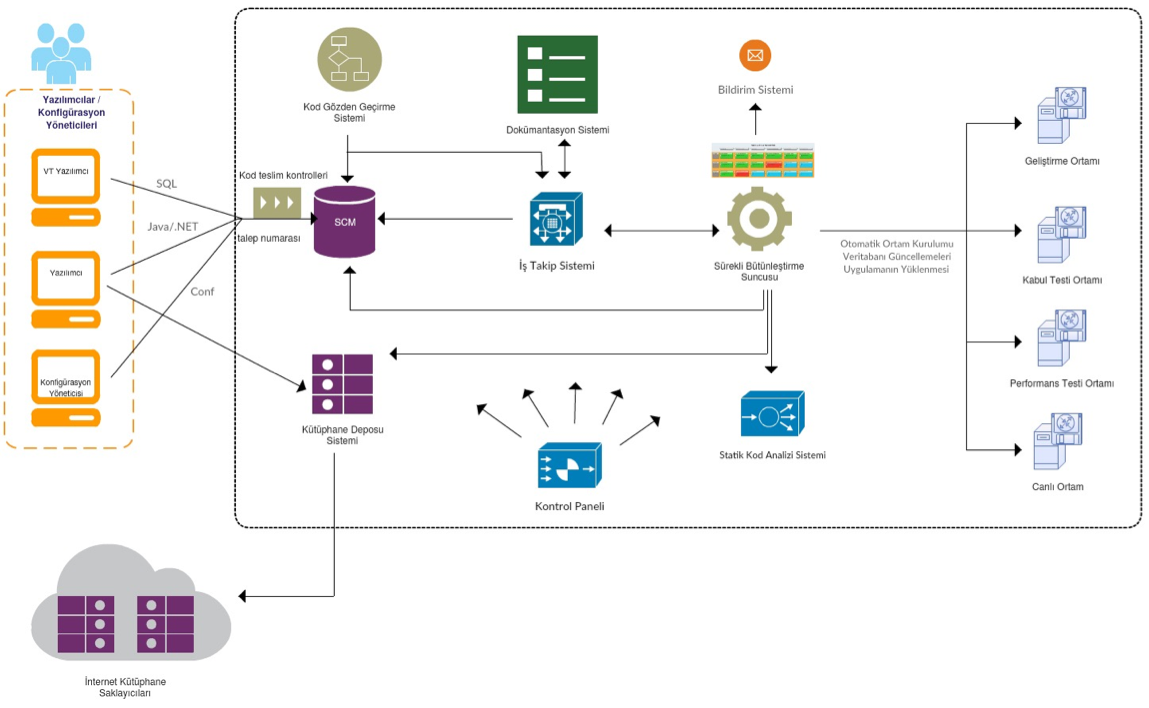 Yazılımcılar /
Konfigürasyon
Yöneticileri
VT Yazılımcı
Yazılımcı
Konfigürasyon
Yöneticisi
SQL
Java/.NET
Conf
Kod Gözden Geçirme
Sistemi
Kod teslim kontrolleri
talep numarası
SCM
Dokümantasyon Sistemi
İş Takip Sistemi
Bildirim Sistemi
Sürekli Bütünleştirme
Suncusu
Otomatik Ortam Kurulumu
Veritabanı Güncellemeleri
Uygulamanın Yüklenmesi
Geliştirme Ortamı
Kabul Testi Ortamı
Performans Testi Ortamı
Canlı Ortam
Kütüphane Deposu
Sistemi
Kontrol Paneli
Statik Kod Analizi Sistemi
İnternet Kütüphane
Saklayıcıları